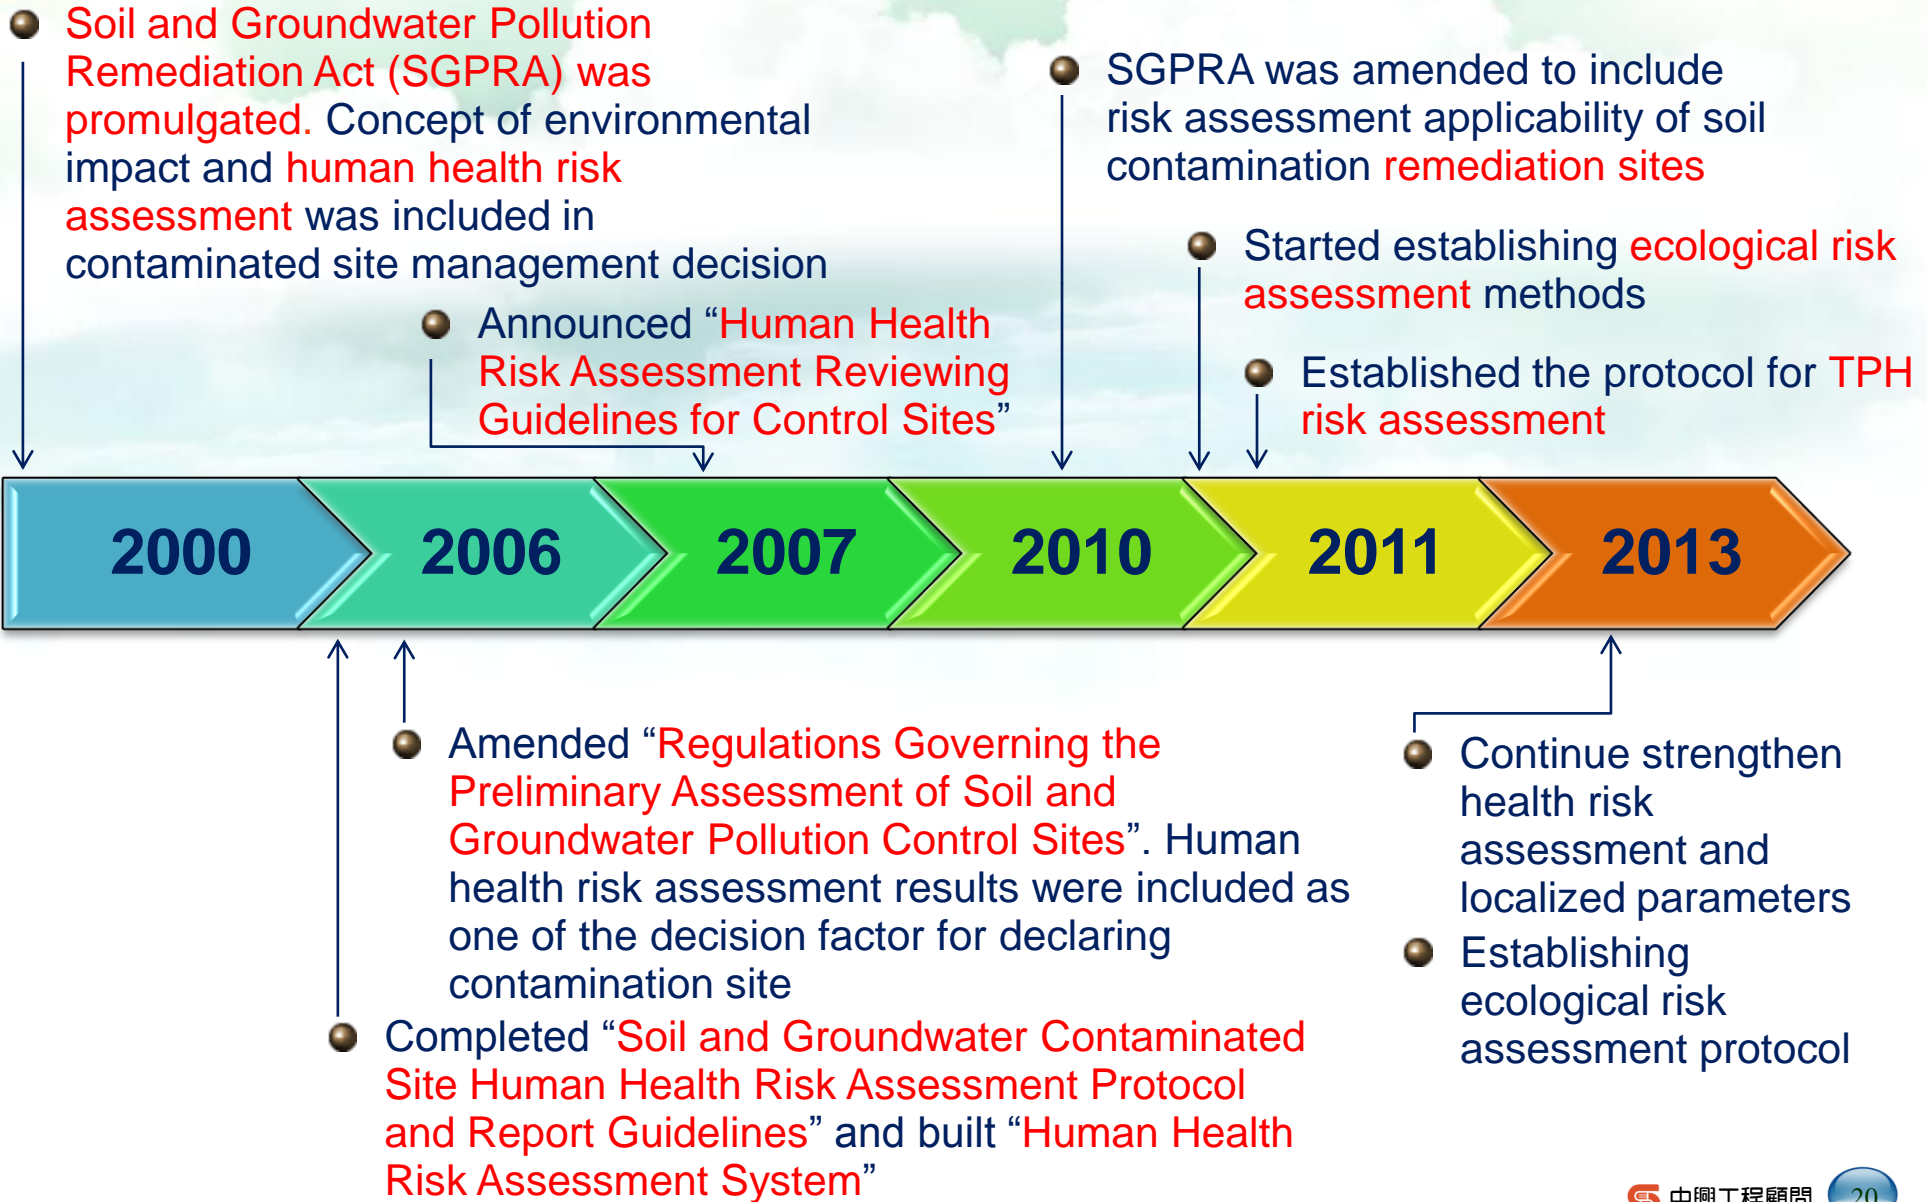 Soil and Groundwater Pollution
Remediation Act (SGPRA) was
promulgated. Concept of environmental
impact and human health risk
assessment was included in
contaminated site management decision
Announced “Human Health
Risk Assessment Reviewing
Guidelines for Control Sites”
SGPRA was amended to include
risk assessment applicability of soil
contamination remediation sites
Started establishing ecological risk
assessment methods
Established the protocol for TPH
risk assessment
2000
2006
2007
2010
2011
2013
Amended “Regulations Governing the
Preliminary Assessment of Soil and
Groundwater Pollution Control Sites”. Human
health risk assessment results were included as
one of the decision factor for declaring
contamination site
Completed “Soil and Groundwater Contaminated
Site Human Health Risk Assessment Protocol
and Report Guidelines” and built “Human Health
Risk Assessment System”
Continue strengthen
health risk
assessment and
localized parameters
Establishing
ecological risk
assessment protocol
中興工程顧問
20